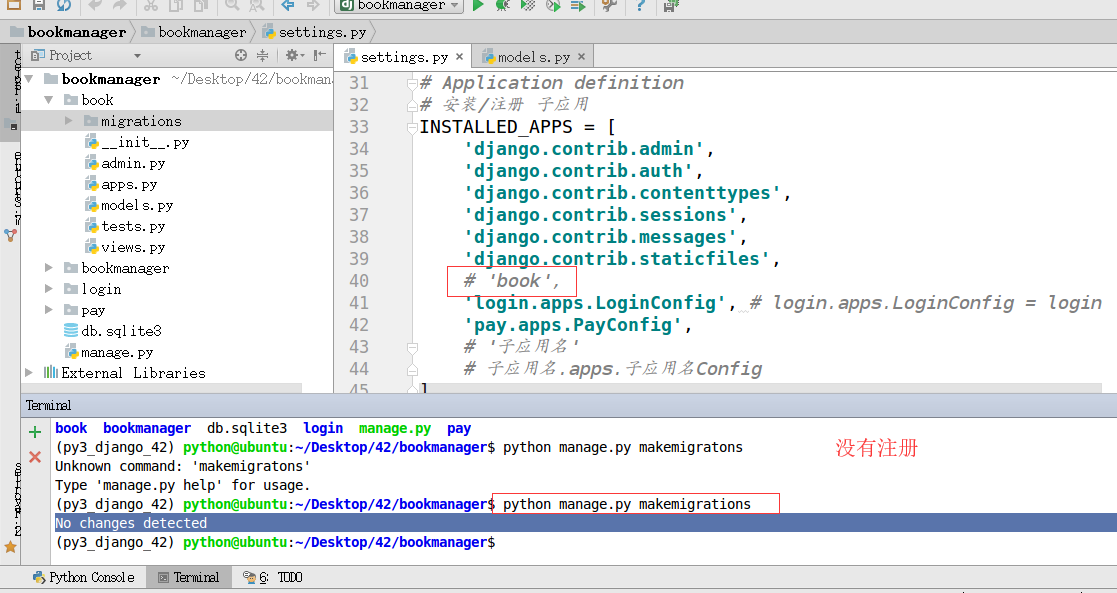 bookmanager
bookmanager bookmanager settings.py
Project
settings.py × models.py ×
bookmanager ~/Desktop/42/bookman
book
migrations
__init__.py
admin.py
apps.py
models.py
tests.py
views.py
bookmanager
login
pay
db.sqlite3
manage.py
External Libraries
31 # Application definition
32 # 安装/注册 子应用
33 INSTALLED_APPS = [
34 'django.contrib.admin',
35 'django.contrib.auth',
36 'django.contrib.contenttypes',
37 'django.contrib.sessions',
38 'django.contrib.messages',
39 'django.contrib.staticfiles',
40 # 'book',
41 'login.apps.LoginConfig', # login.apps.LoginConfig = login
42 'pay.apps.PayConfig',
43 # '子应用名'
44 # 子应用名.apps.子应用名Config
45 ]
Terminal
book bookmanager db.sqlite3 login manage.py pay
(py3_django_42) python@ubuntu:~/Desktop/42/bookmanager$ python manage.py makemigratons
没有注册
Unknown command: 'makemigratons'
Type 'manage.py help' for usage.
(py3_django_42) python@ubuntu:~/Desktop/42/bookmanager$ python manage.py makemigrations
No changes detected
(py3_django_42) python@ubuntu:~/Desktop/42/bookmanager$
Python Console Terminal 6: TODO